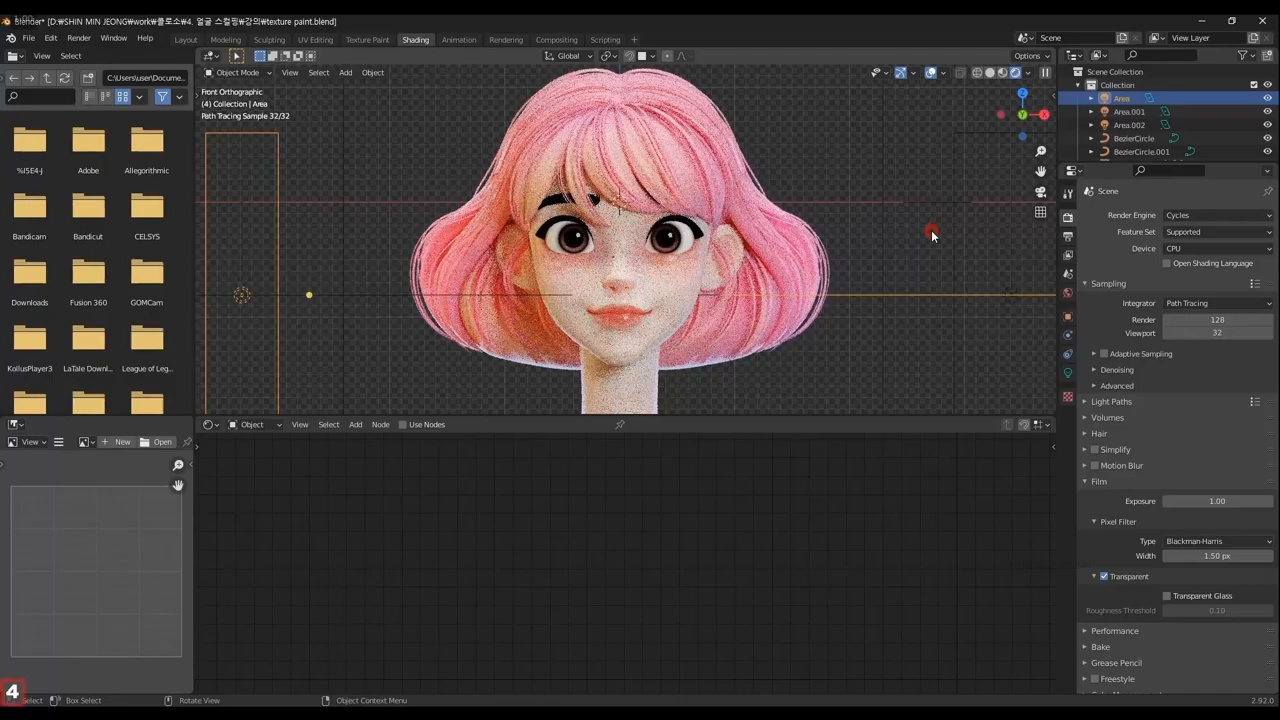 Blender* [D:\SHIN MIN JEONG\work\클로소\4. 얼굴 스컬핑\강의\texture paint.blend]
File Edit Render Window Help
Layout Modeling Sculpting UV Editing Texture Paint Shading Animation Rendering Compositing Scripting +
Scene View Layer
View Select
Global Options
C:\Users\user\Docume...
Object Mode View Select Add Object
Front Orthographic
(4) Collection | Area
Path Tracing Sample 32/32
%I5E4-J Adobe Allegorithmic
Bandicam Bandicut CELSYS
Downloads Fusion 360 GOMCam
KollusPlayer3 LaTale Downl... League of Leg...
Z
Y
X
Scene Collection
Collection
Area
Area.001
Area.002
BezierCircle
BezierCircle.001
Scene
Render Engine Cycles
Feature Set Supported
Device CPU
Open Shading Language
Sampling
Integrator Path Tracing
Render 128
Viewport 32
Adaptive Sampling
Denoising
Advanced
Light Paths
Volumes
Hair
Simplify
Motion Blur
Film
Exposure 1.00
Pixel Filter
Type Blackman-Harris
Width 1.50 px
Transparent
Transparent Glass
Roughness Threshold 0.10
Performance
Bake
Grease Pencil
Freestyle
View + New Open
Object View Select Add Node Use Nodes
4
Select Box Select Rotate View Object Context Menu 2.92.0